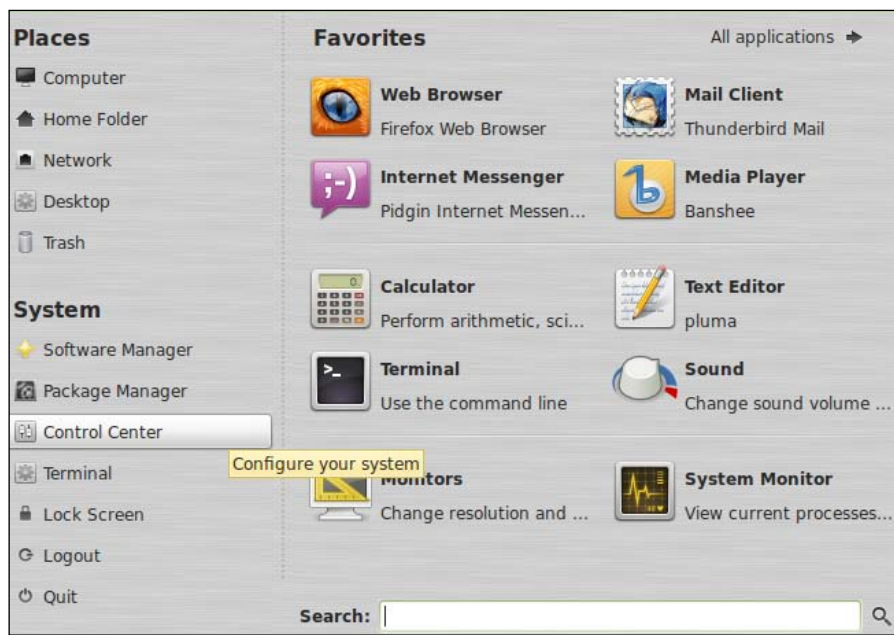 Places
Computer
Home Folder
Network
Desktop
Trash
System
Software Manager
Package Manager
Control Center
Configure your system
Terminal
Lock Screen
Logout
Quit
Favorites
All applications
Web Browser
Firefox Web Browser
Mail Client
Thunderbird Mail
;-)
Internet Messenger
Pidgin Internet Messen...
Media Player
Banshee
Calculator
Perform arithmetic, sci...
Text Editor
pluma
>_
Terminal
Use the command line
Sound
Change sound volume ...
Monitors
Change resolution and ...
System Monitor
View current processes...
Search: